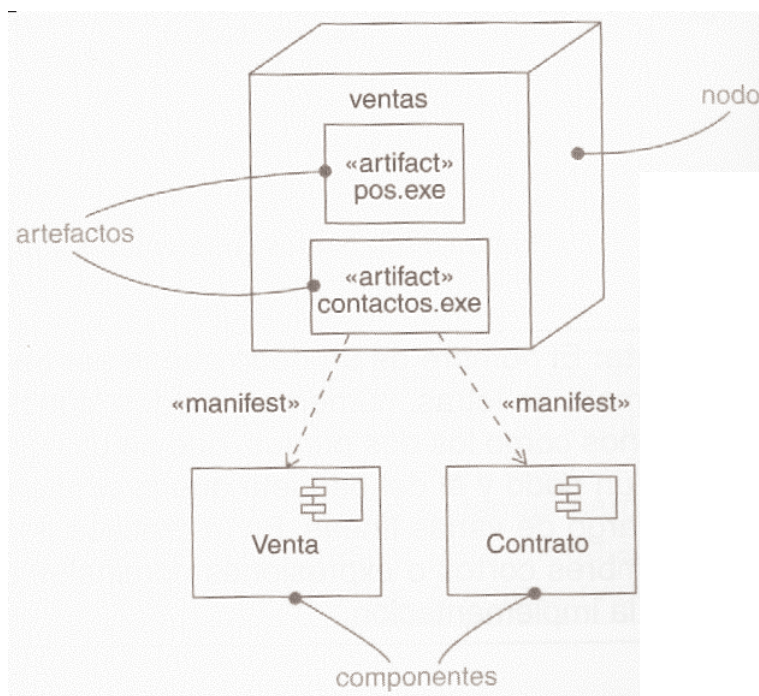 ventas
nodo
«artifact»
pos.exe
artefactos
«artifact»
contactos.exe
«manifest»
«manifest»
Venta
Contrato
componentes